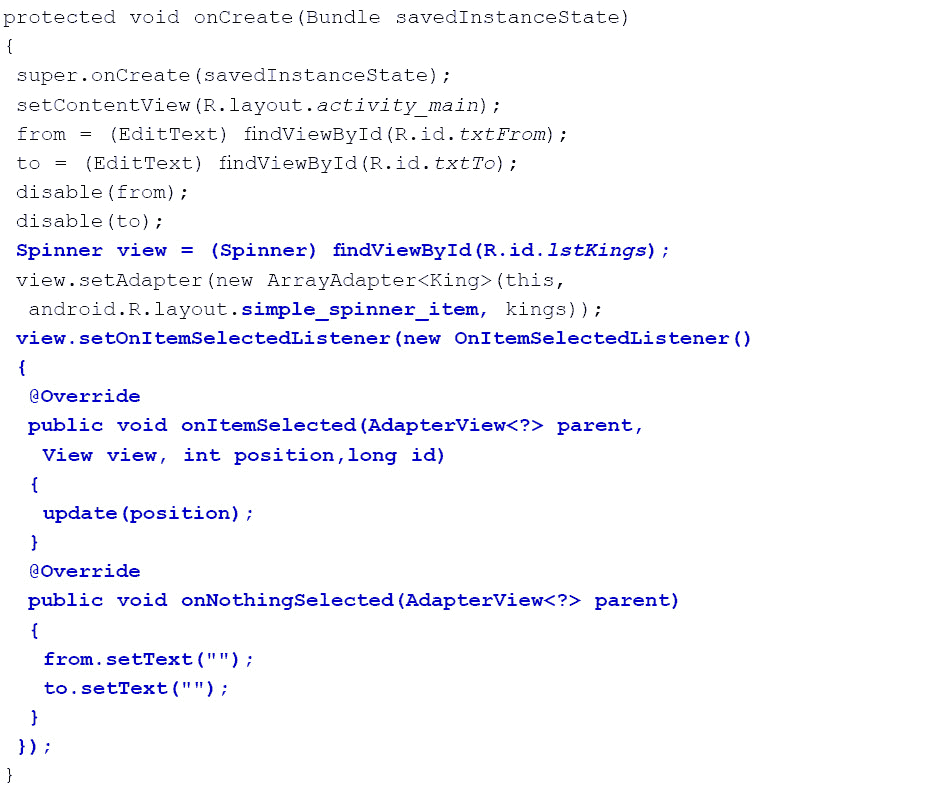 protected void onCreate(Bundle savedInstanceState)
{
super.onCreate(savedInstanceState);
setContentView(R.layout.activity_main);
from = (EditText) findViewById(R.id.txtFrom);
to = (EditText) findViewById(R.id.txtTo);
disable(from);
disable(to);
Spinner view = (Spinner) findViewById(R.id.lstKings);
view.setAdapter(new ArrayAdapter<King>(this,
android.R.layout.simple_spinner_item, kings));
view.setOnItemSelectedListener(new OnItemSelectedListener()
{
@Override
public void onItemSelected(AdapterView<?> parent,
View view, int position,long id)
{
update(position);
}
@Override
public void onNothingSelected(AdapterView<?> parent)
{
from.setText("");
to.setText("");
}
});
}